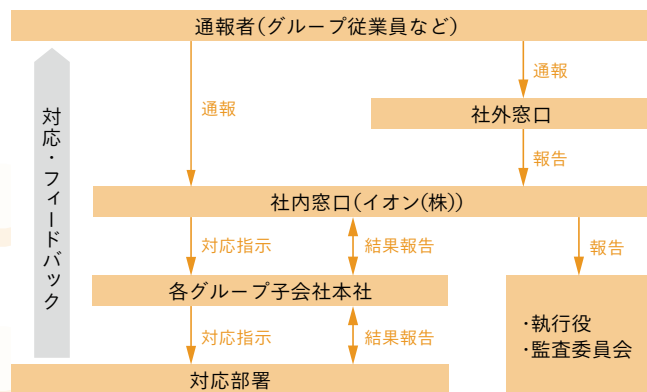 通報者(グループ従業員など)
通報
通報
社外窓口
報告
社内窓口(イオン(株))
対応指示
結果報告
報告
各グループ子会社本社
対応指示
結果報告
・執行役
・監査委員会
対応部署
対応・フィードバック